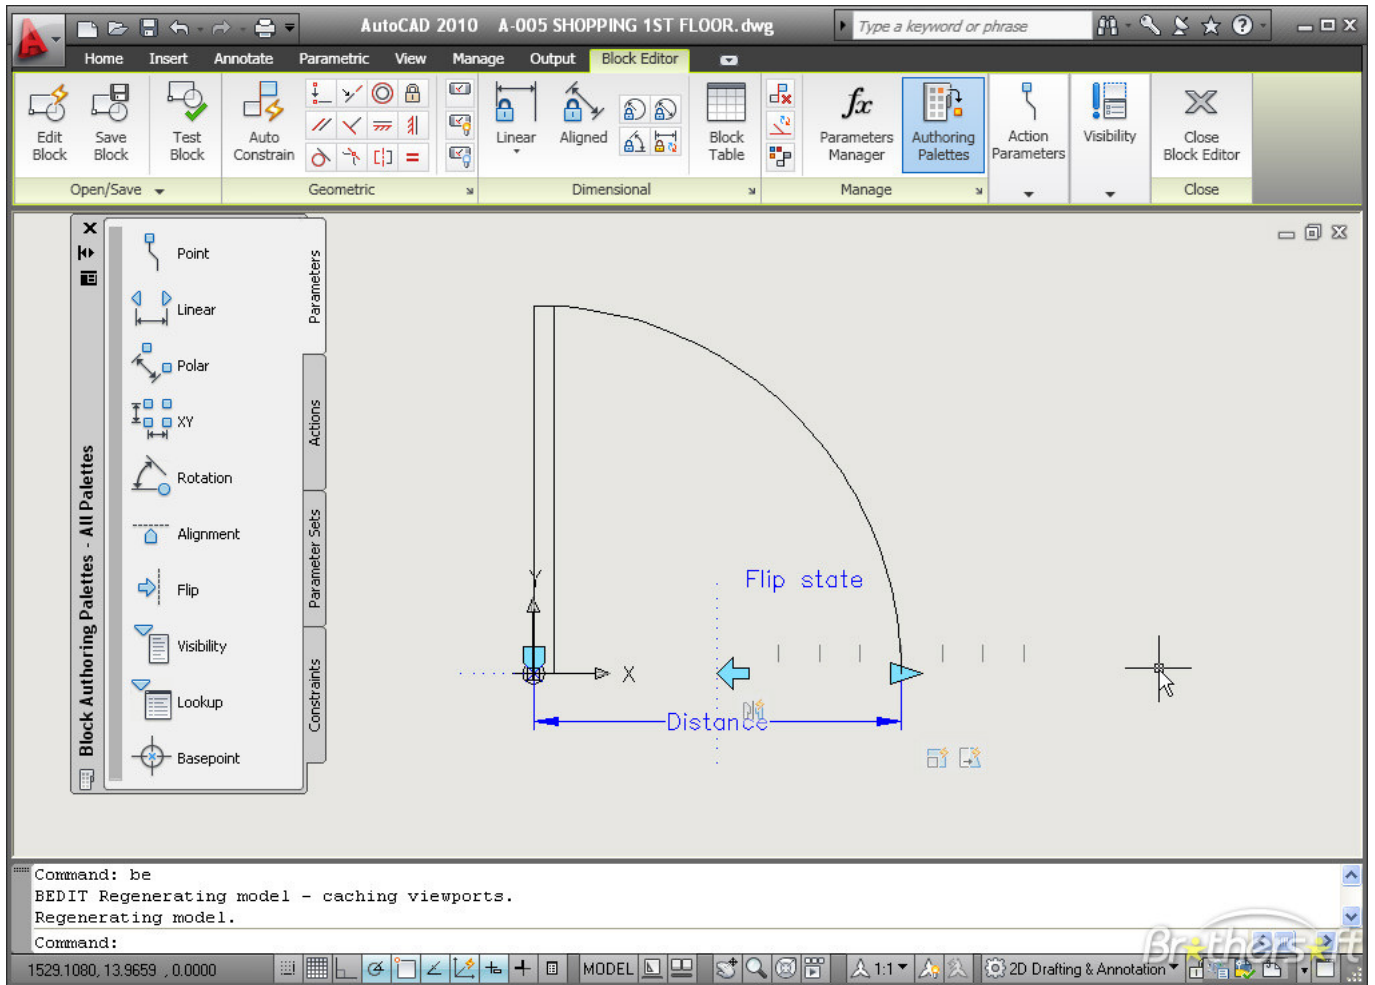 AutoCAD 2010 A-005 SHOPPING 1ST FLOOR.dwg
Type a keyword or phrase
Home Insert Annotate Parametric View Manage Output Block Editor
Edit Block
Save Block
Test Block
Auto Constrain
Linear
Aligned
Block Table
fx
Parameters Manager
Authoring Palettes
Action Parameters
Visibility
Close Block Editor
Open/Save
Geometric
Dimensional
Manage
Close
Point
Linear
Polar
XY
Rotation
Alignment
Flip
Visibility
Lookup
Basepoint
Parameters
Actions
Parameter Sets
Constraints
Block Authoring Palettes - All Palettes
Flip state
Y
X
Distance
Command: be
BEDIT Regenerating model - caching viewports.
Regenerating model.
Command:
Brothersoft
1529.1080, 13.9659 , 0.0000
MODEL
1:1
2D Drafting & Annotation